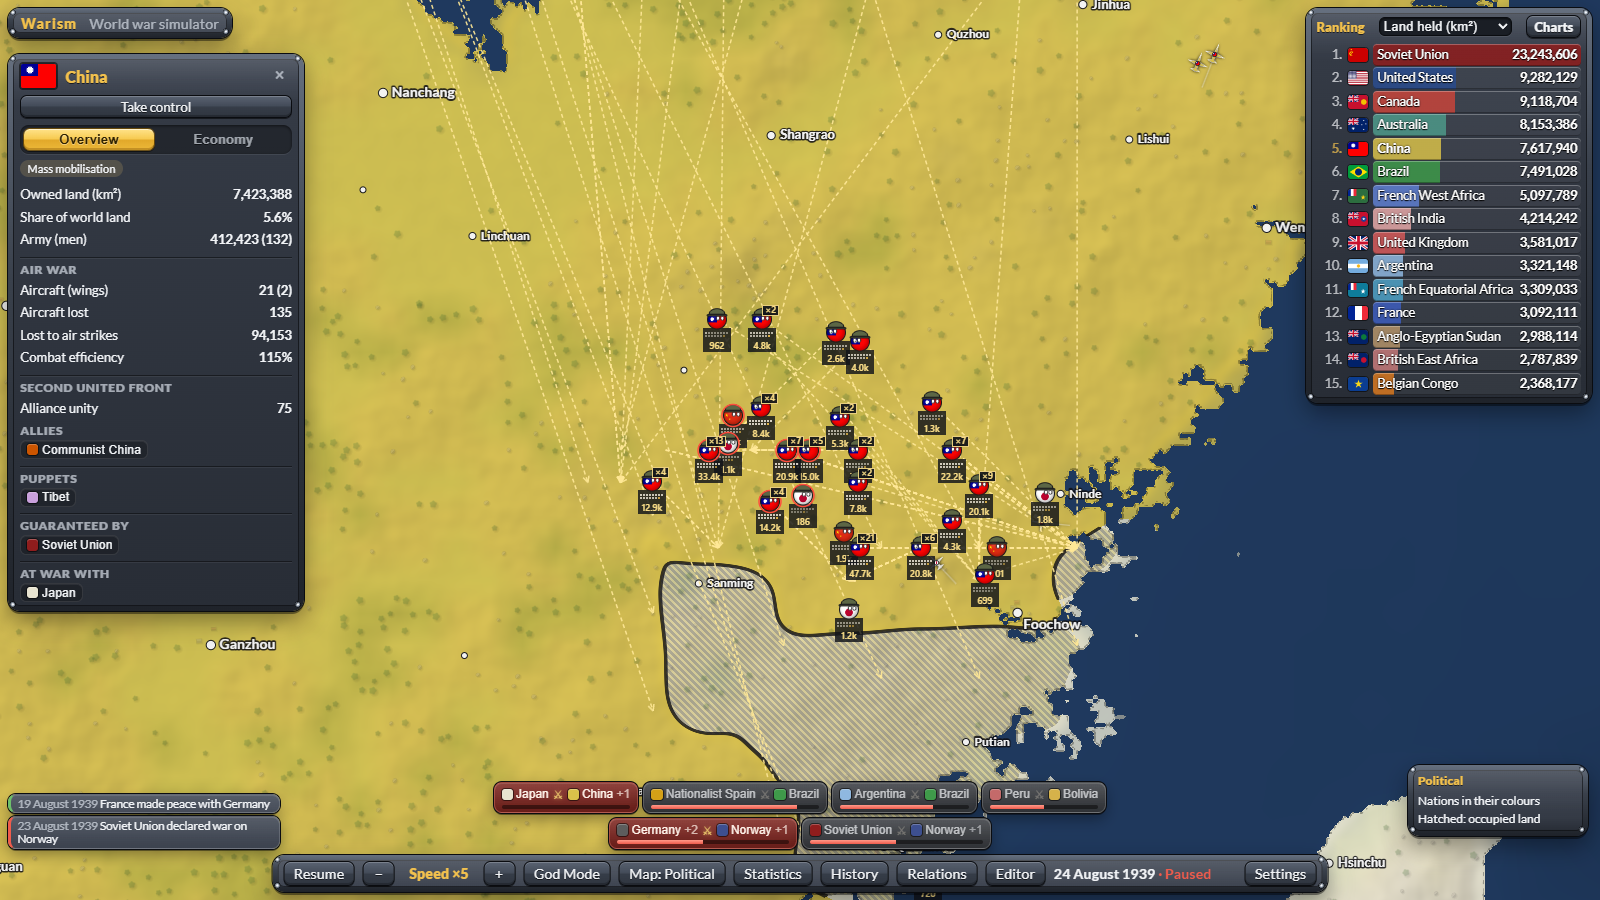 Warism World war simulator
China
×
Take control
Overview Economy
Mass mobilisation
Owned land (km²) 7,423,388
Share of world land 5.6%
Army (men) 412,423 (132)
AIR WAR
Aircraft (wings) 21 (2)
Aircraft lost 135
Lost to air strikes 94,153
Combat efficiency 115%
SECOND UNITED FRONT
Alliance unity 75
ALLIES
Communist China
PUPPETS
Tibet
GUARANTEED BY
Soviet Union
AT WAR WITH
Japan
Ranking Land held (km²) Charts
1. Soviet Union 23,243,606
2. United States 9,282,129
3. Canada 9,118,704
4. Australia 8,153,386
5. China 7,617,940
6. Brazil 7,491,028
7. French West Africa 5,097,789
8. British India 4,214,242
9. United Kingdom 3,581,017
10. Argentina 3,321,148
11. French Equatorial Africa 3,309,033
12. France 3,092,111
13. Anglo-Egyptian Sudan 2,988,114
14. British East Africa 2,787,839
15. Belgian Congo 2,368,177
Jinhua
Quzhou
Nanchang
Shangrao
Lishui
Linchuan
Wen
962
×2
4.8k
2.6k
4.0k
×4
8.4k
×2
5.3k
1.3k
×13
33.4k
×7
20.9k
×5
×2
×7
22.2k
×4
12.9k
×4
14.2k
186
×2
7.8k
×9
20.1k
1.8k
Ninde
×21
47.7k
×6
20.8k
4.3k
699
1.2k
Sanming
Foochow
Ganzhou
Putian
Hsinchu
19 August 1939 France made peace with Germany
23 August 1939 Soviet Union declared war on
Norway
Japan China +1
Nationalist Spain Brazil
Argentina Brazil
Peru Bolivia
Germany +2 Norway +1
Soviet Union Norway +1
Political
Nations in their colours
Hatched: occupied land
Resume − Speed ×5 + God Mode Map: Political Statistics History Relations Editor 24 August 1939 · Paused Settings